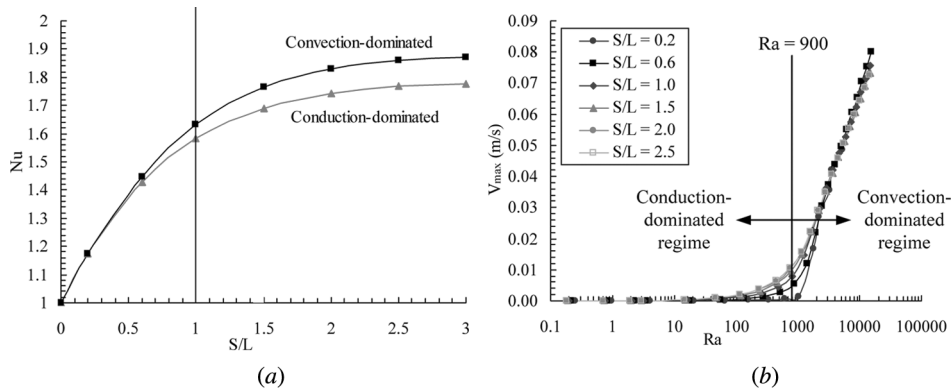 Nu
2
1.9
1.8
1.7
1.6
1.5
1.4
1.3
1.2
1.1
1
Convection-dominated
Conduction-dominated
0 0.5 1 1.5 2 2.5 3
S/L
(a)
V max (m/s)
0.09
0.08
0.07
0.06
0.05
0.04
0.03
0.02
0.01
0.00
S/L = 0.2
S/L = 0.6
S/L = 1.0
S/L = 1.5
S/L = 2.0
S/L = 2.5
Ra = 900
Conduction-
dominated
regime
Convection-
dominated
regime
0.1 1 10 100 1000 10000 100000
Ra
(b)